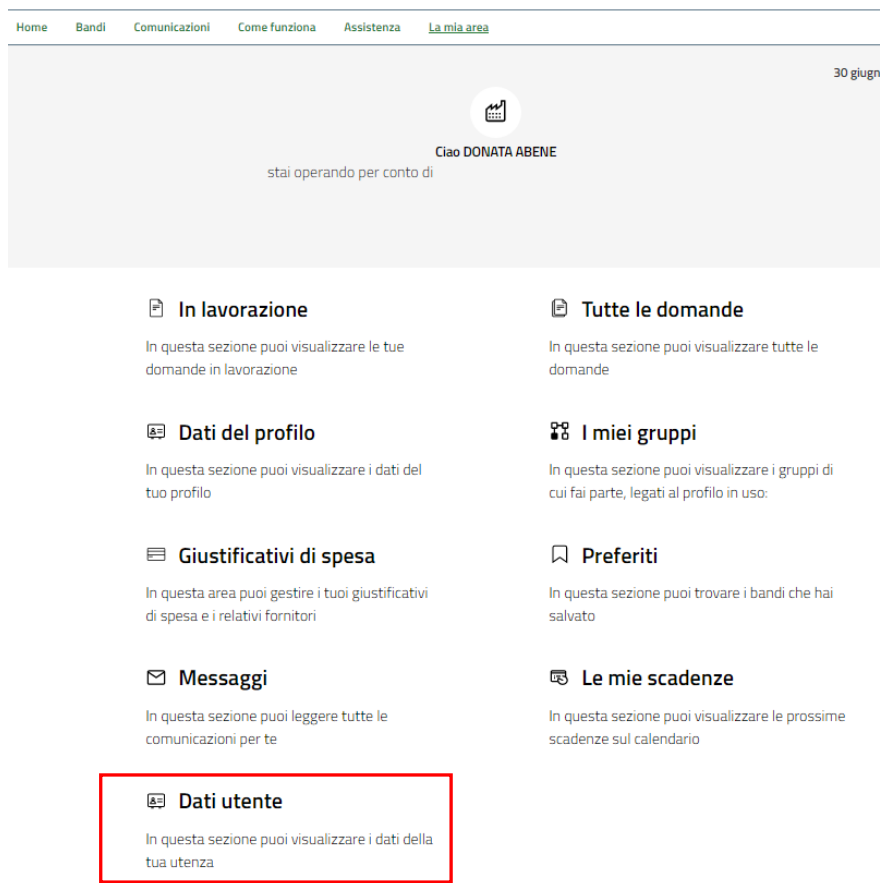 Home Bandi Comunicazioni Come funziona Assistenza La mia area
30 giugn
Ciao DONATA ABENE
stai operando per conto di
In lavorazione
In questa sezione puoi visualizzare le tue
domande in lavorazione
Tutte le domande
In questa sezione puoi visualizzare tutte le
domande
Dati del profilo
In questa sezione puoi visualizzare i dati del
tuo profilo
I miei gruppi
In questa sezione puoi visualizzare i gruppi di
cui fai parte, legati al profilo in uso:
Giustificativi di spesa
In questa area puoi gestire i tuoi giustificativi
di spesa e i relativi fornitori
Preferiti
In questa sezione puoi trovare i bandi che hai
salvato
Messaggi
In questa sezione puoi leggere tutte le
comunicazioni per te
Le mie scadenze
In questa sezione puoi visualizzare le prossime
scadenze sul calendario
Dati utente
In questa sezione puoi visualizzare i dati della
tua utenza